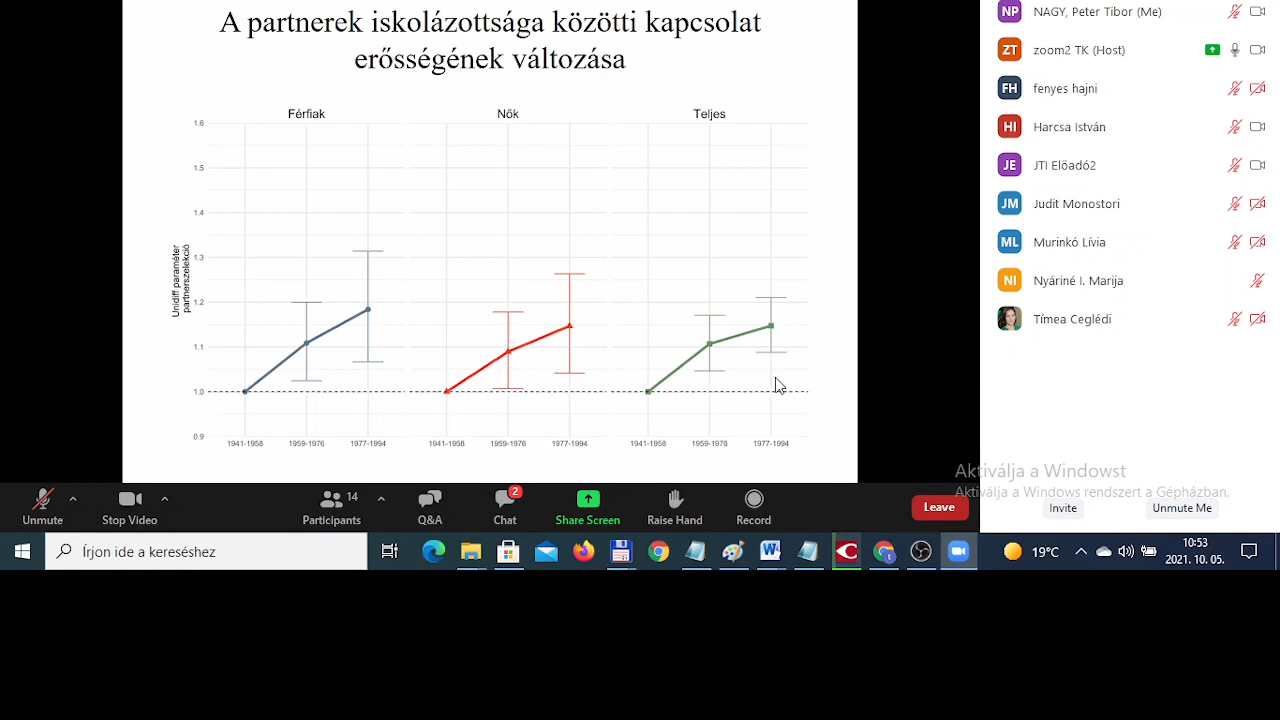 A partnerek iskolázottsága közötti kapcsolat
erősségének változása
Férfiak
Nők
Teljes
Unidiff paraméter
partnerszelekció
1.6
1.5
1.4
1.3
1.2
1.1
1.0
0.9
1941-1958
1959-1976
1977-1994
1941-1958
1959-1976
1977-1994
1941-1958
1959-1976
1977-1994
NP
NAGY, Peter Tibor (Me)
ZT
zoom2 TK (Host)
FH
fenyes hajni
HI
Harcsa István
JE
JTI Előadó2
JM
Judit Monostori
ML
Murinkó Lívia
NI
Nyáriné I. Marija
Tímea Ceglédi
Aktiválja a Windowst
Aktiválja a Windows rendszert a Gépházban.
Invite
Unmute Me
Unmute
Stop Video
14
Participants
Q&A
2
Chat
Share Screen
Raise Hand
Record
Leave
Írjon ide a kereséshez
19°C
10:53
2021. 10. 05.